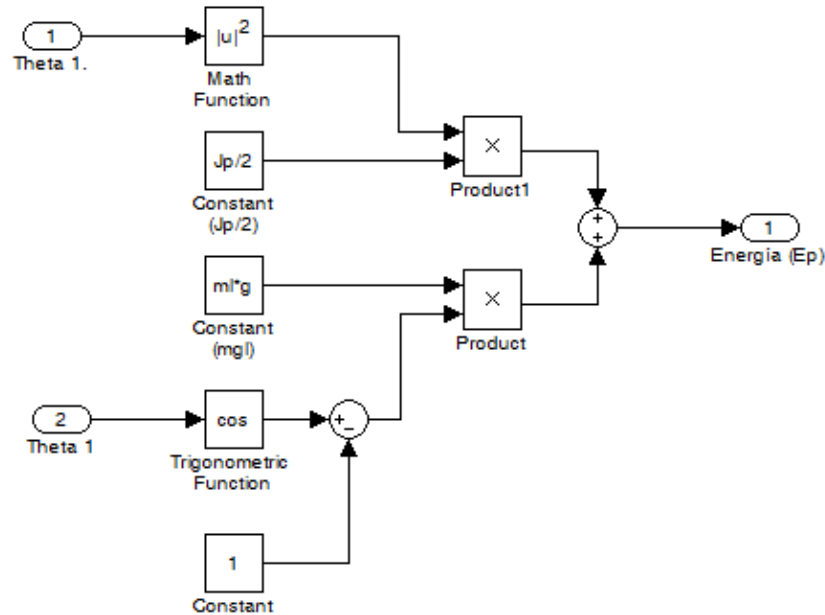 1
Theta 1.
|u|²
Math
Function
Jp/2
Constant
(Jp/2)
×
Product1
+
+
1
Energía (Ep)
ml*g
Constant
(mgl)
×
Product
2
Theta 1
cos
Trigonometric
Function
+
−
1
Constant